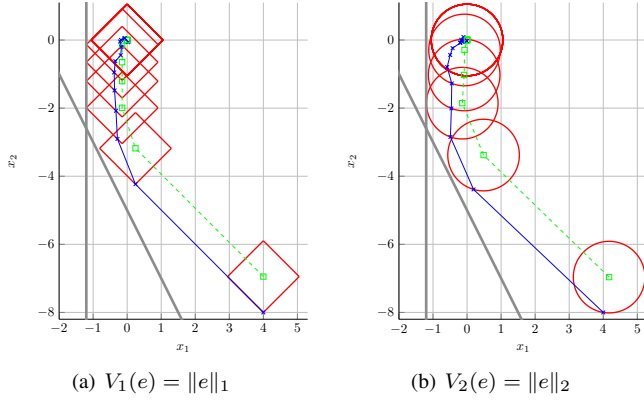 0
−2
−4
−6
−8
x₂
−2 −1 0 1 2 3 4 5
x₁
(a) V₁(e) = ‖e‖₁
0
−2
−4
−6
−8
x₂
−2 −1 0 1 2 3 4 5
x₁
(b) V₂(e) = ‖e‖₂